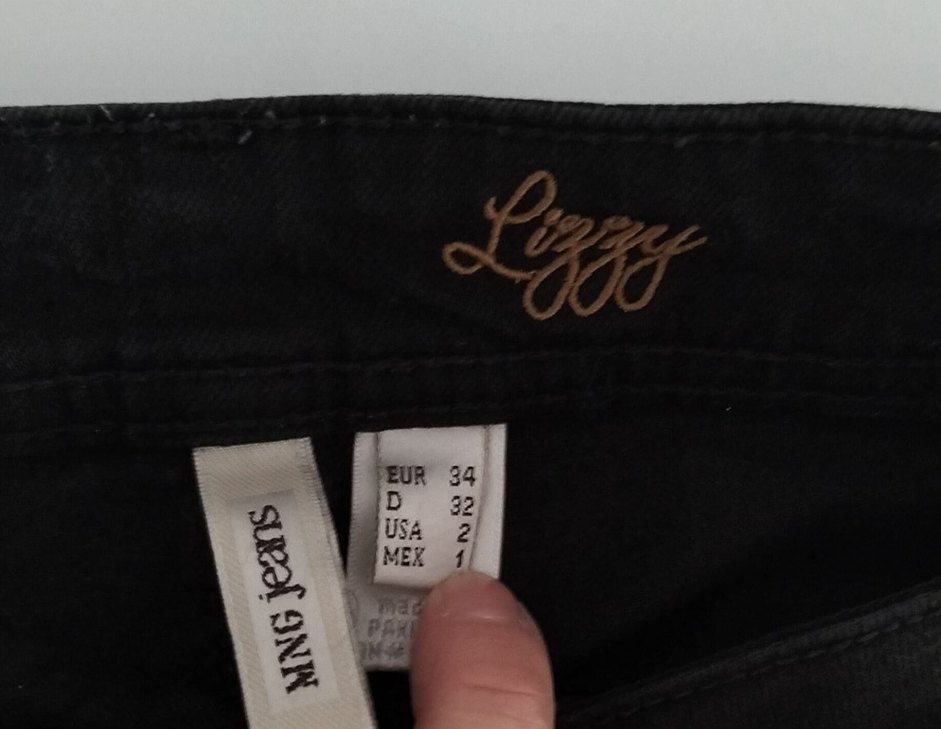 Lizzy
MNG jeans
EUR 34
D 32
USA 2
MEX 1